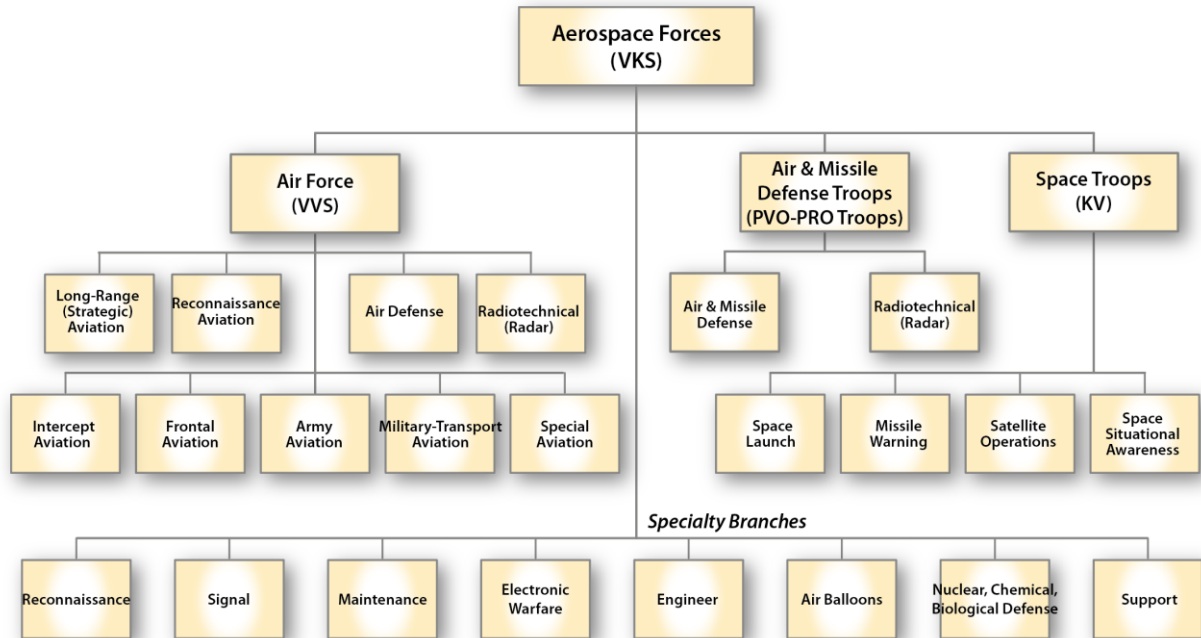 Aerospace Forces
(VKS)
Air Force
(VVS)
Air & Missile
Defense Troops
(PVO-PRO Troops)
Space Troops
(KV)
Long-Range
(Strategic)
Aviation
Reconnaissance
Aviation
Air Defense
Radiotechnical
(Radar)
Air & Missile
Defense
Radiotechnical
(Radar)
Intercept
Aviation
Frontal
Aviation
Army
Aviation
Military-Transport
Aviation
Special
Aviation
Space
Launch
Missile
Warning
Satellite
Operations
Space
Situational
Awareness
Specialty Branches
Reconnaissance
Signal
Maintenance
Electronic
Warfare
Engineer
Air Balloons
Nuclear, Chemical,
Biological Defense
Support